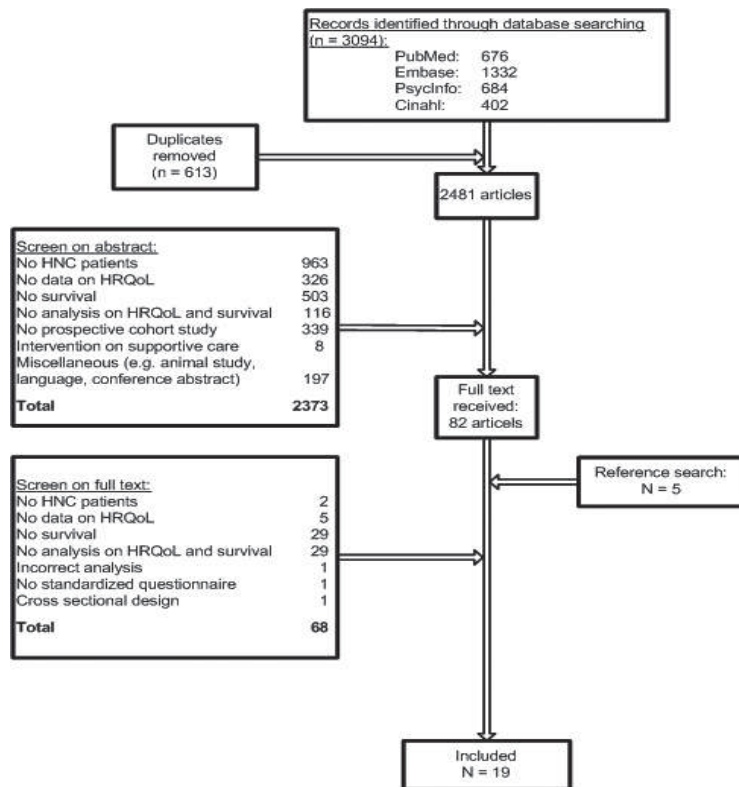 Records identified through database searching
(n = 3094):
PubMed: 676
Embase: 1332
PsycInfo: 684
Cinahl: 402
Duplicates
removed
(n = 613)
2481 articles
Screen on abstract:
No HNC patients 963
No data on HRQoL 326
No survival 503
No analysis on HRQoL and survival 116
No prospective cohort study 339
Intervention on supportive care 8
Miscellaneous (e.g. animal study,
language, conference abstract) 197
Total 2373
Full text
received:
82 articels
Reference search:
N = 5
Screen on full text:
No HNC patients 2
No data on HRQoL 5
No survival 29
No analysis on HRQoL and survival 29
Incorrect analysis 1
No standardized questionnaire 1
Cross sectional design 1
Total 68
Included
N = 19